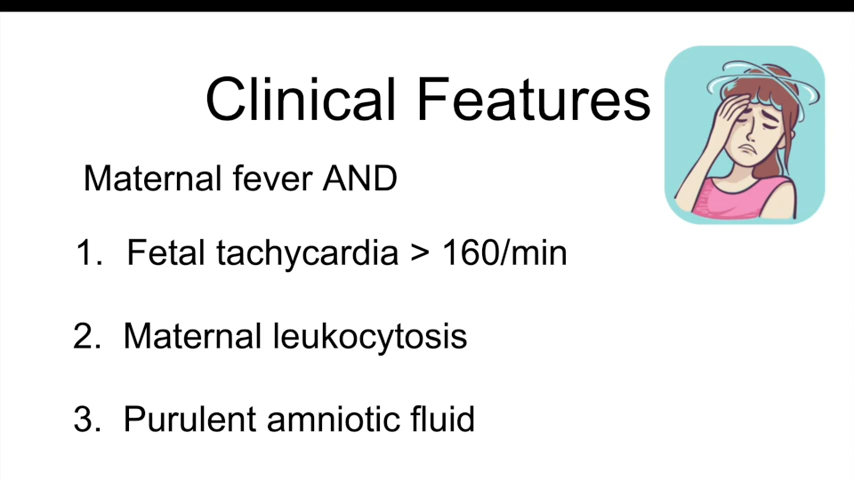 Clinical Features
Maternal fever AND
1. Fetal tachycardia > 160/min
2. Maternal leukocytosis
3. Purulent amniotic fluid